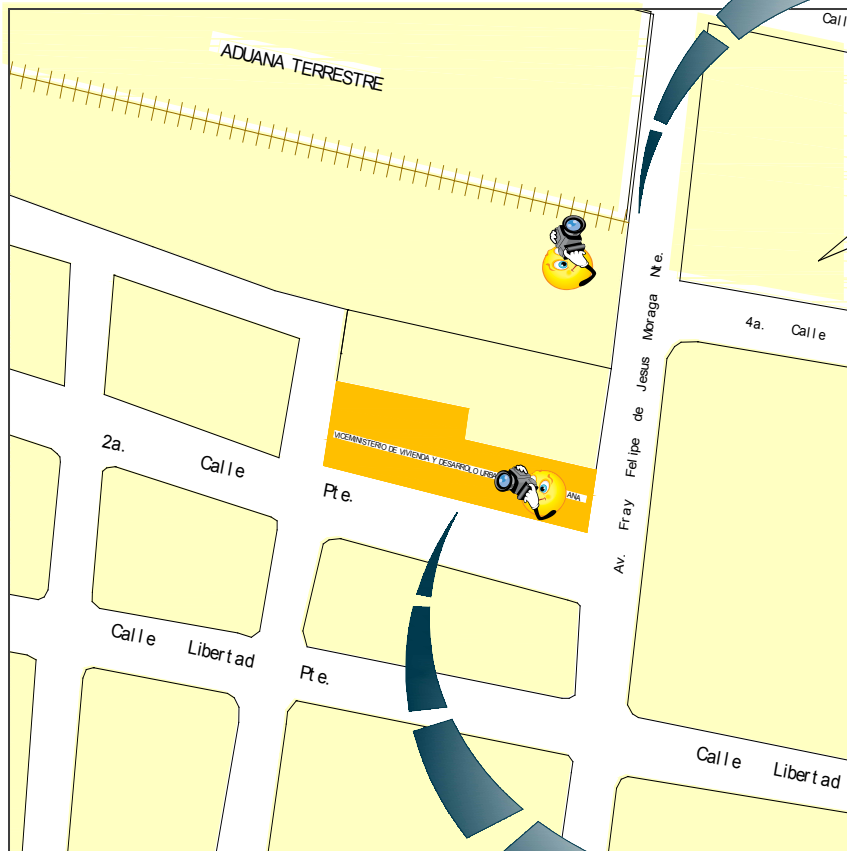 Call
ADUANA TERRESTRE
Av. Fray Felipe de Jesus Moraga Nte.
4a. Calle
VICEMINISTERIO DE VIVIENDA Y DESARROLO URBA ANA
2a. Calle Pte.
Calle Libertad Pte.
Calle Libertad